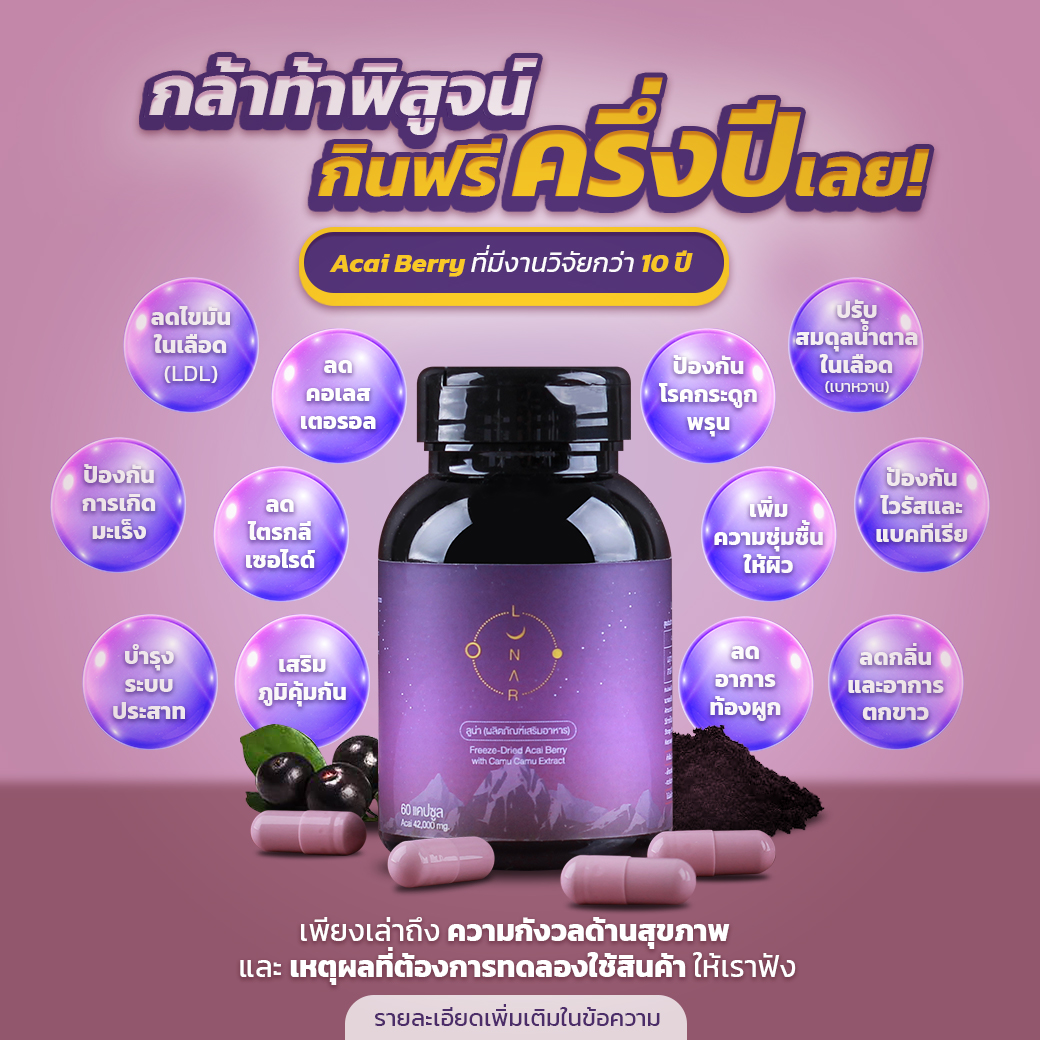 กล้าท้าพิสูจน์
กินฟรี ครึ่งปีเลย!
Acai Berry ที่มีงานวิจัยกว่า 10 ปี
ลดไขมัน
ในเลือด
(LDL)
ลด
คอเลส
เตอรอล
ป้องกัน
โรคกระดูก
พรุน
ปรับ
สมดุลน้ำตาล
ในเลือด
(เบาหวาน)
ป้องกัน
การเกิด
มะเร็ง
ลด
ไตรกลี
เซอไรด์
เพิ่ม
ความชุ่มชื้น
ให้ผิว
ป้องกัน
ไวรัสและ
แบคทีเรีย
บำรุง
ระบบ
ประสาท
เสริม
ภูมิคุ้มกัน
ลด
อาการ
ท้องผูก
ลดกลิ่น
และอาการ
ตกขาว
L
N
A
R
ลูน่า (ผลิตภัณฑ์เสริมอาหาร)
Freeze-Dried Acai Berry
with Camu Camu Extract
60 แคปซูล
Acai 42,000 mg.
เพียงเล่าถึง ความกังวลด้านสุขภาพ
และ เหตุผลที่ต้องการทดลองใช้สินค้า ให้เราฟัง
รายละเอียดเพิ่มเติมในข้อความ